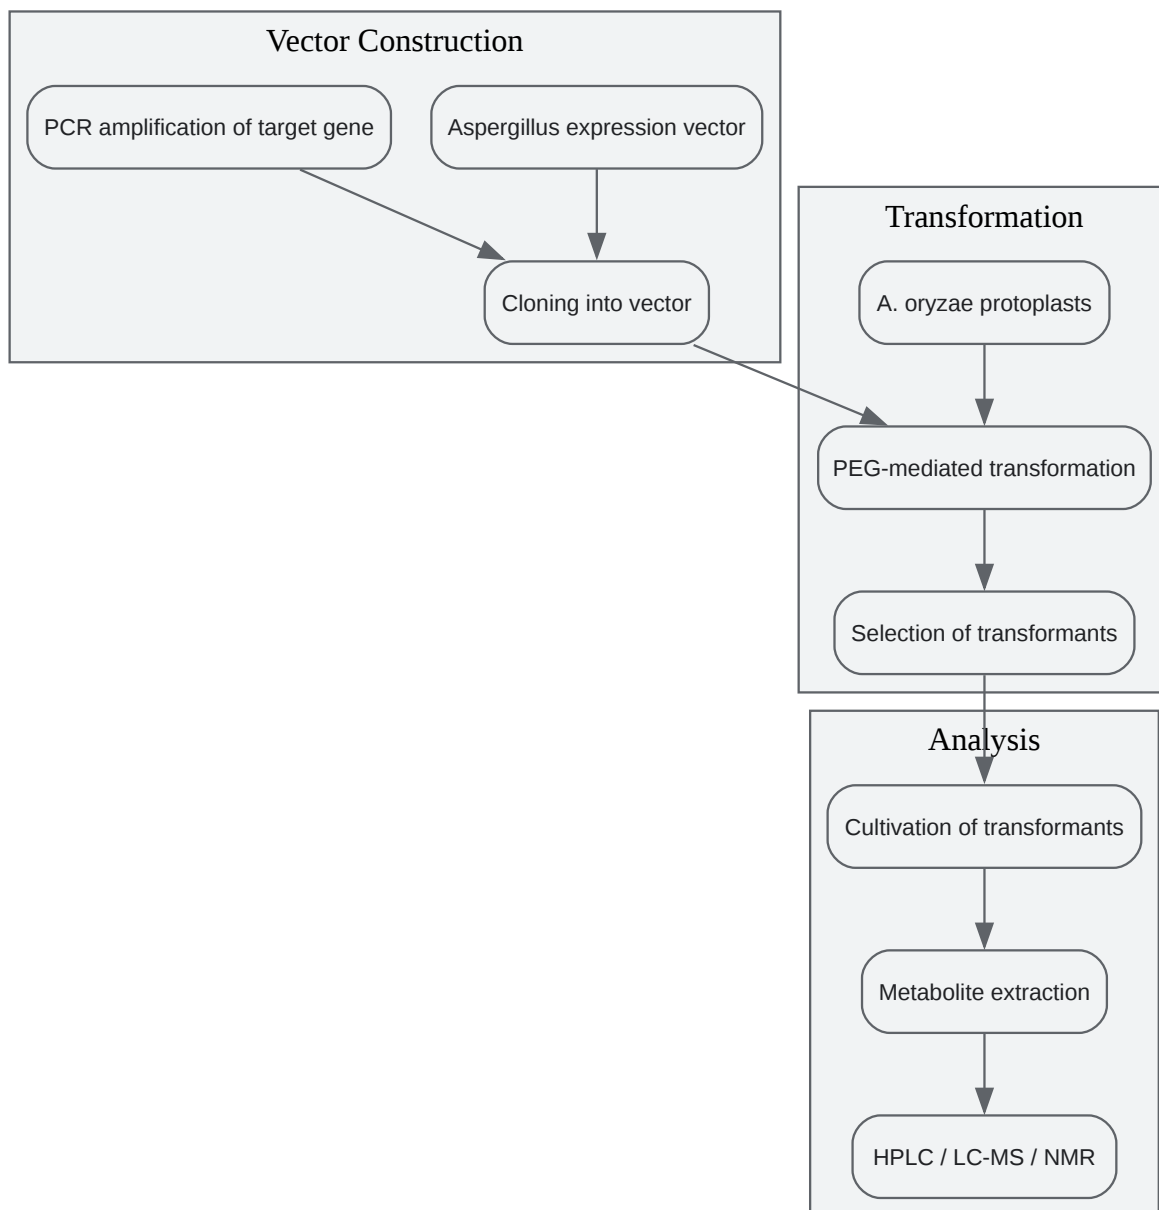 Vector Construction
PCR amplification of target gene
Aspergillus expression vector
Cloning into vector
Transformation
A. oryzae protoplasts
PEG-mediated transformation
Selection of transformants
Analysis
Cultivation of transformants
Metabolite extraction
HPLC / LC-MS / NMR